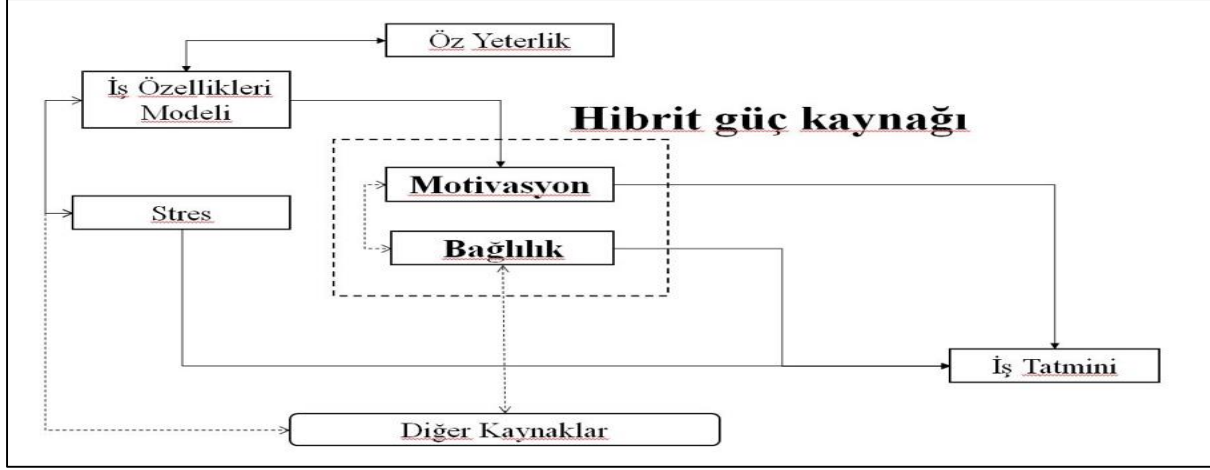 Öz Yeterlik
İş Özellikleri
Modeli
Hibrit güç kaynağı
Motivasyon
Stres
Bağlılık
İş Tatmini
Diğer Kaynaklar